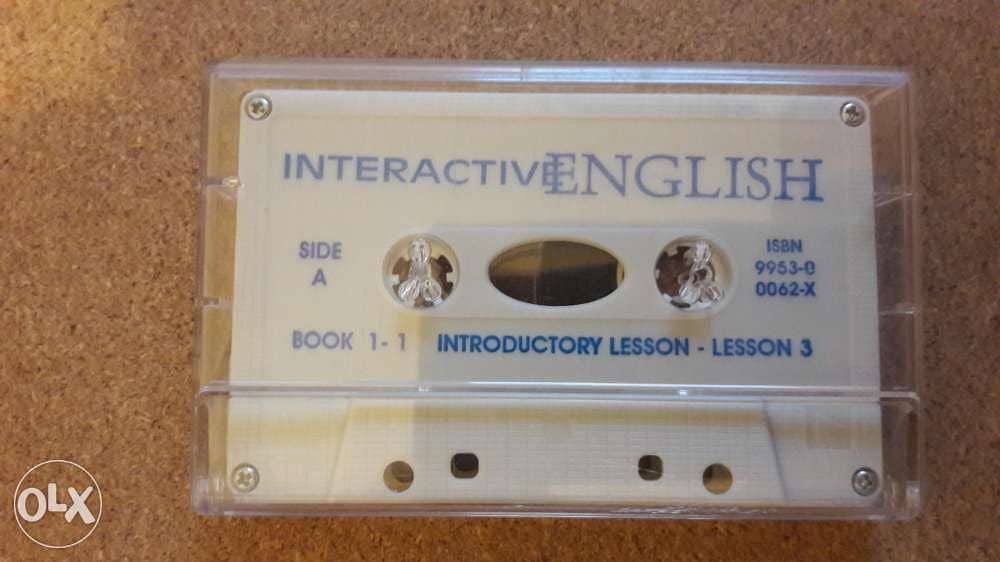 INTERACTIVE ENGLISH
SIDE
A
ISBN
9953-0
0062-X
BOOK 1-1 INTRODUCTORY LESSON - LESSON 3
OLX